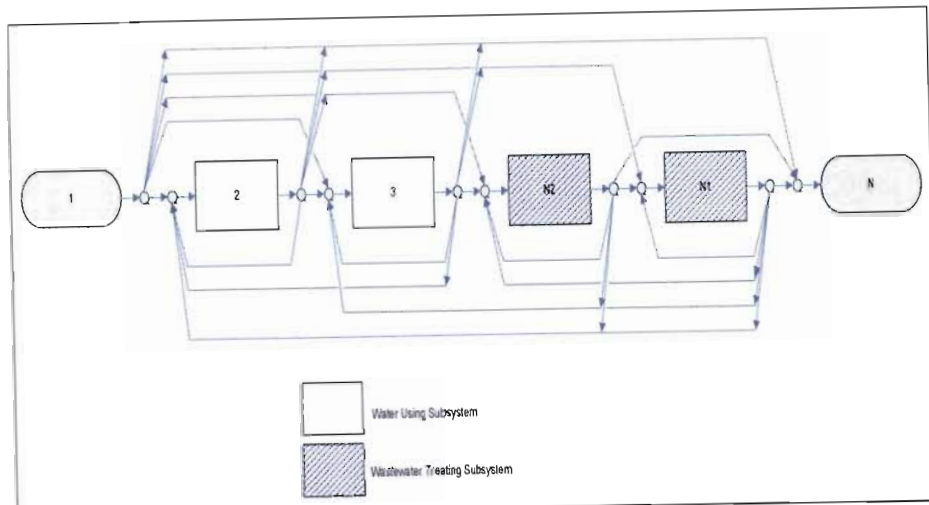 1
2
3
N2
N1
N
Water Using Subsystem
Wastewater Treating Subsystem